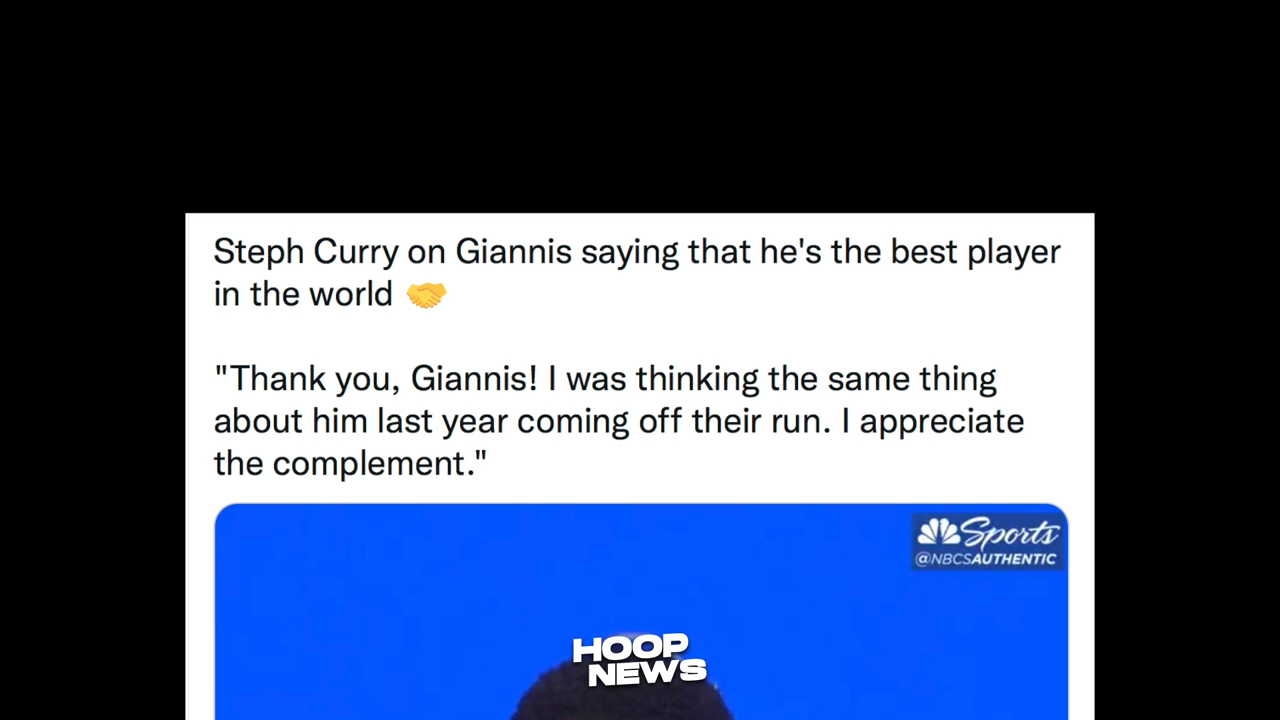 Steph Curry on Giannis saying that he's the best player
in the world 🤝
"Thank you, Giannis! I was thinking the same thing
about him last year coming off their run. I appreciate
the complement."
Sports
@NBCSAUTHENTIC
HOOP
NEWS